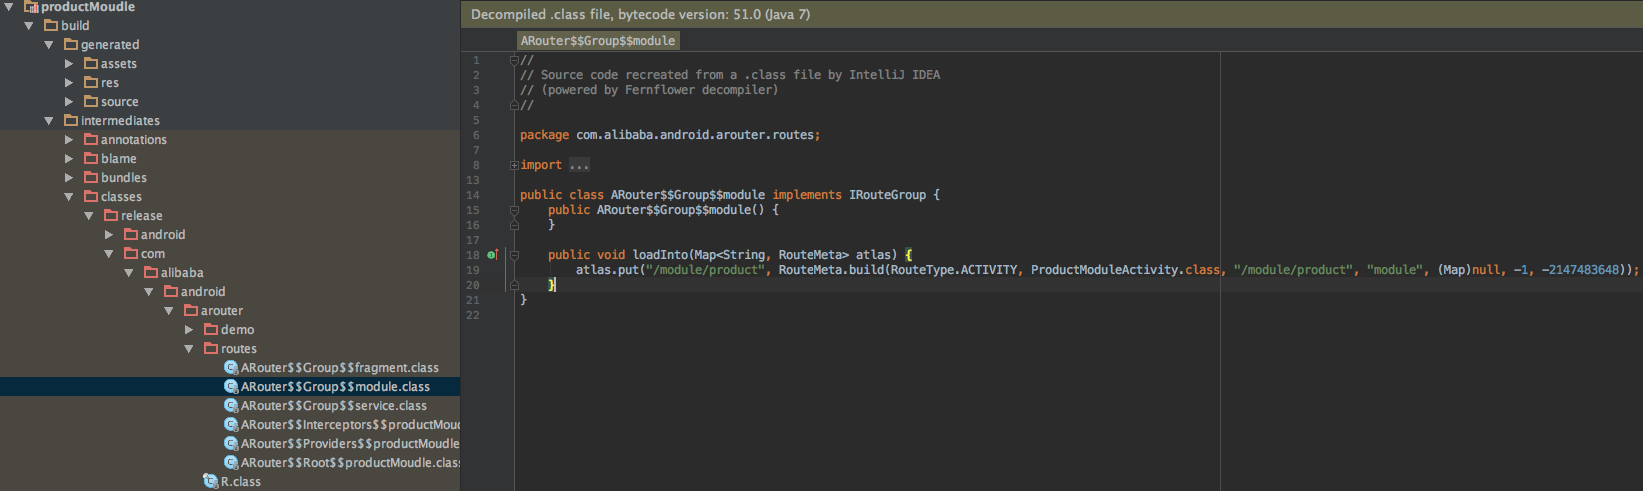 productMoudle
build
generated
assets
res
source
intermediates
annotations
blame
bundles
classes
release
android
com
alibaba
android
arouter
demo
routes
ARouter$$Group$$fragment.class
ARouter$$Group$$module.class
ARouter$$Group$$service.class
ARouter$$Interceptors$$productMou
ARouter$$Providers$$productMoudle
ARouter$$Root$$productMoudle.clas
R.class
Decompiled .class file, bytecode version: 51.0 (Java 7)
ARouter$$Group$$module
1 //
2 // Source code recreated from a .class file by IntelliJ IDEA
3 // (powered by Fernflower decompiler)
4 //
5
6 package com.alibaba.android.arouter.routes;
7
8 import ...
13
14 public class ARouter$$Group$$module implements IRouteGroup {
15 public ARouter$$Group$$module() {
16 }
17
18 public void loadInto(Map<String, RouteMeta> atlas) {
19 atlas.put("/module/product", RouteMeta.build(RouteType.ACTIVITY, ProductModuleActivity.class, "/module/product", "module", (Map)null, -1, -2147483648));
20 }
21 }
22